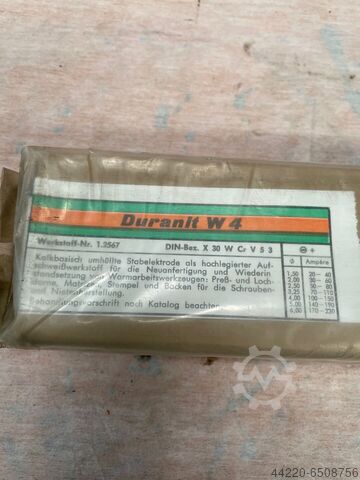 Duranit W 4
Werkstoff-Nr. 1.2567 DIN-Bez. X 30 W Cr V 5 3
Kalkbasisch umhüllte Stabelektrode als hochlegierter Auf-
schweißwerkstoff für die Neuanfertigung und Wiederin
standsetzung von Warmarbeitswerkzeugen: Preß- und Loch-
dorne, Matrizen, Stempel und Backen für die Schrauben-
und Nietenherstellung.
Behandlungsvorschrift nach Katalog beachten
⊖ +
∅ Ampère
1,50 20 — 40
2,00 30 — 60
2,50 50 — 80
3,25 70 — 110
4,00 100 — 150
5,00 140 — 190
6,00 170 — 220
44220-6508756